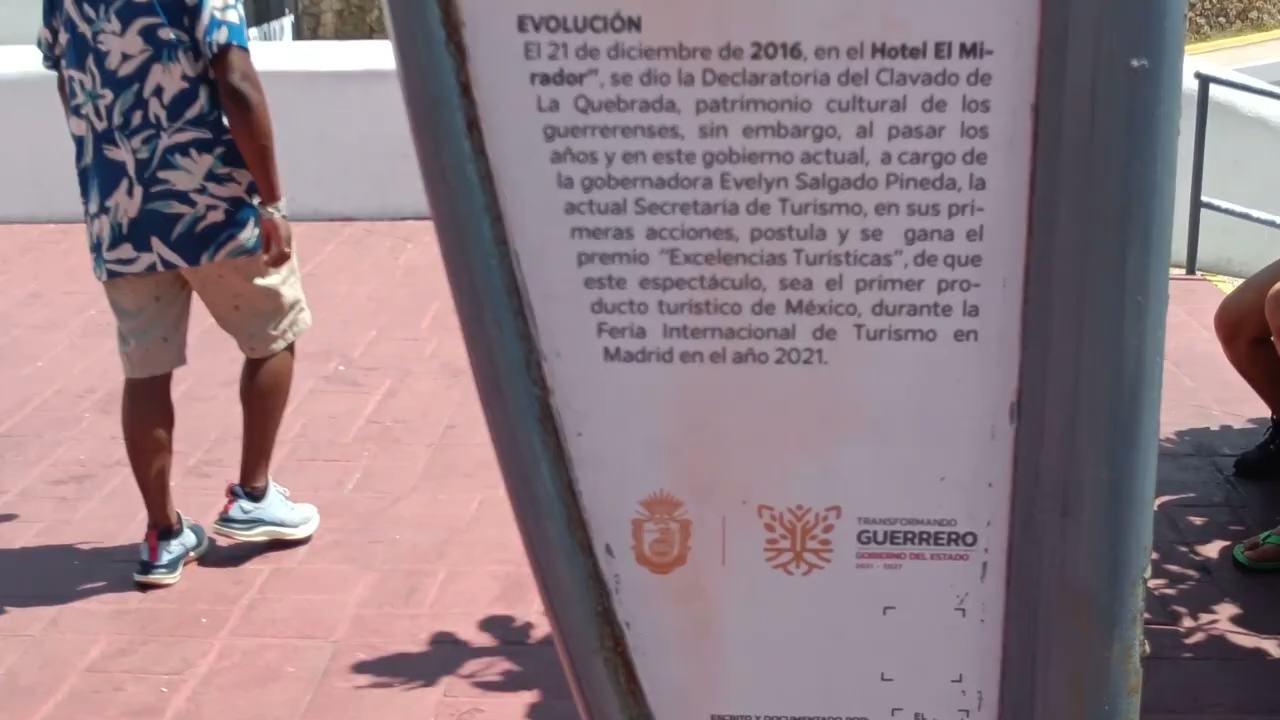 EVOLUCIÓN
El 21 de diciembre de 2016, en el Hotel El Mi-
rador", se dio la Declaratoria del Clavado de
La Quebrada, patrimonio cultural de los
guerrerenses, sin embargo, al pasar los
años y en este gobierno actual, a cargo de
la gobernadora Evelyn Salgado Pineda, la
actual Secretaría de Turismo, en sus pri-
meras acciones, postula y se gana el
premio "Excelencias Turísticas", de que
este espectáculo, sea el primer pro-
ducto turístico de México, durante la
Feria Internacional de Turismo en
Madrid en el año 2021.
TRANSFORMANDO
GUERRERO
GOBIERNO DEL ESTADO
2021 - 2027
ESCRITO Y DOCUMENTADO POR:
EL